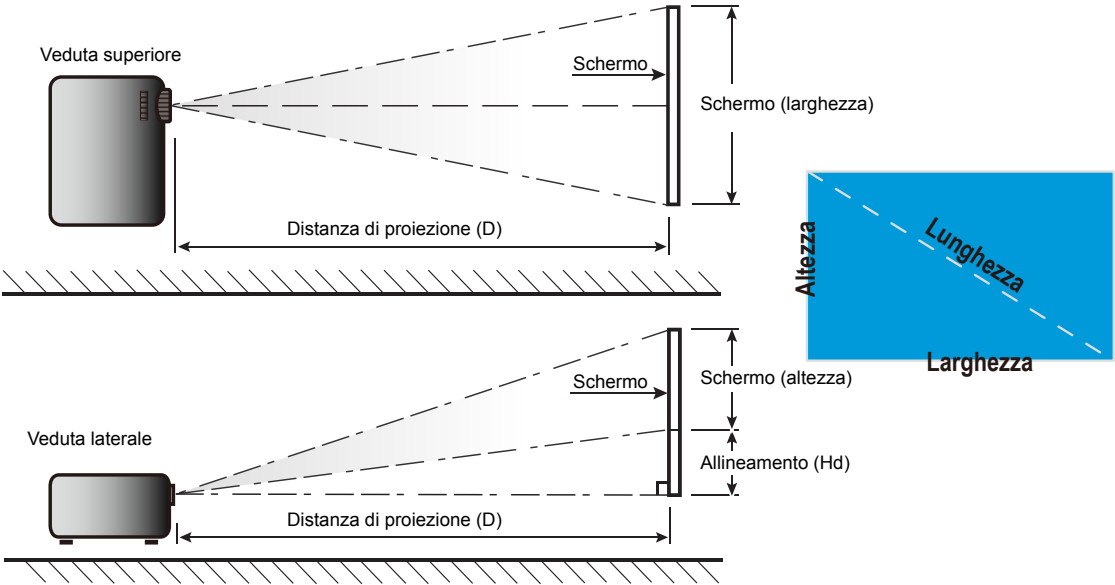 Veduta superiore
Schermo
Schermo (larghezza)
Distanza di proiezione (D)
Altezza
Lunghezza
Larghezza
Schermo
Schermo (altezza)
Veduta laterale
Allineamento (Hd)
Distanza di proiezione (D)